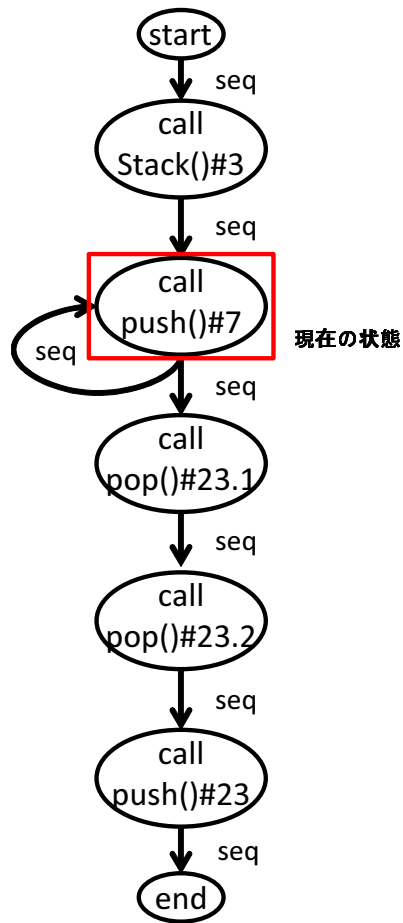 start
seq
call
Stack()#3
seq
call
push()#7
現在の状態
seq
seq
call
pop()#23.1
seq
call
pop()#23.2
seq
call
push()#23
seq
end